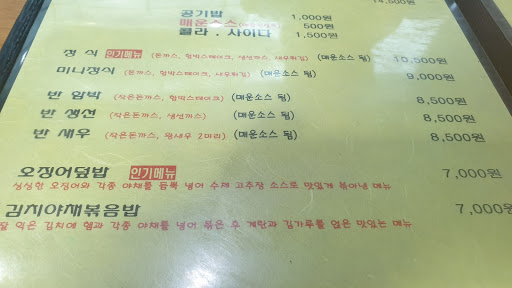 14,500원
공기밥 1,000원
매운소스 500원
콜라 . 사이다 1,500원
정 식 인기메뉴 (돈까스, 함박스테이크, 생선까스, 새우튀김) (매운소스 됨) 10,500원
미니정식 (돈까스, 함박스테이크, 새우튀김) (매운소스 됨) 9,000원
반 함박 (작은돈까스, 함박스테이크) (매운소스 됨) 8,500원
반 생선 (작은돈까스, 생선까스) (매운소스 됨) 8,500원
반 새우 (작은돈까스, 왕새우 2마리) (매운소스 됨) 8,500원
오징어덮밥 인기메뉴 7,000원
싱싱한 오징어와 각종 야채를 듬뿍 넣어 수제 고추장 소스로 맛있게 볶아낸 메뉴
김치야채볶음밥 7,000원
잘 익은 김치에 햄과 각종 야채를 넣어 볶은 후 계란과 김가루를 얹은 맛있는 메뉴